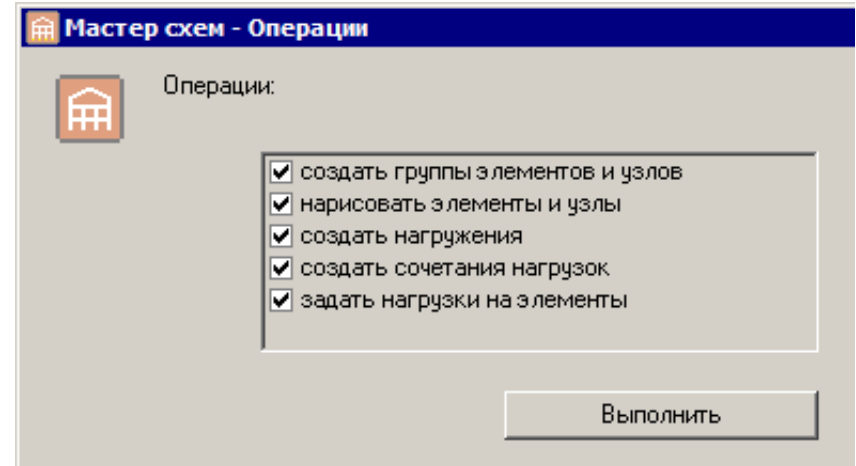 Мастер схем - Операции
Операции:
создать группы элементов и узлов
нарисовать элементы и узлы
создать нагружения
создать сочетания нагрузок
задать нагрузки на элементы
Выполнить